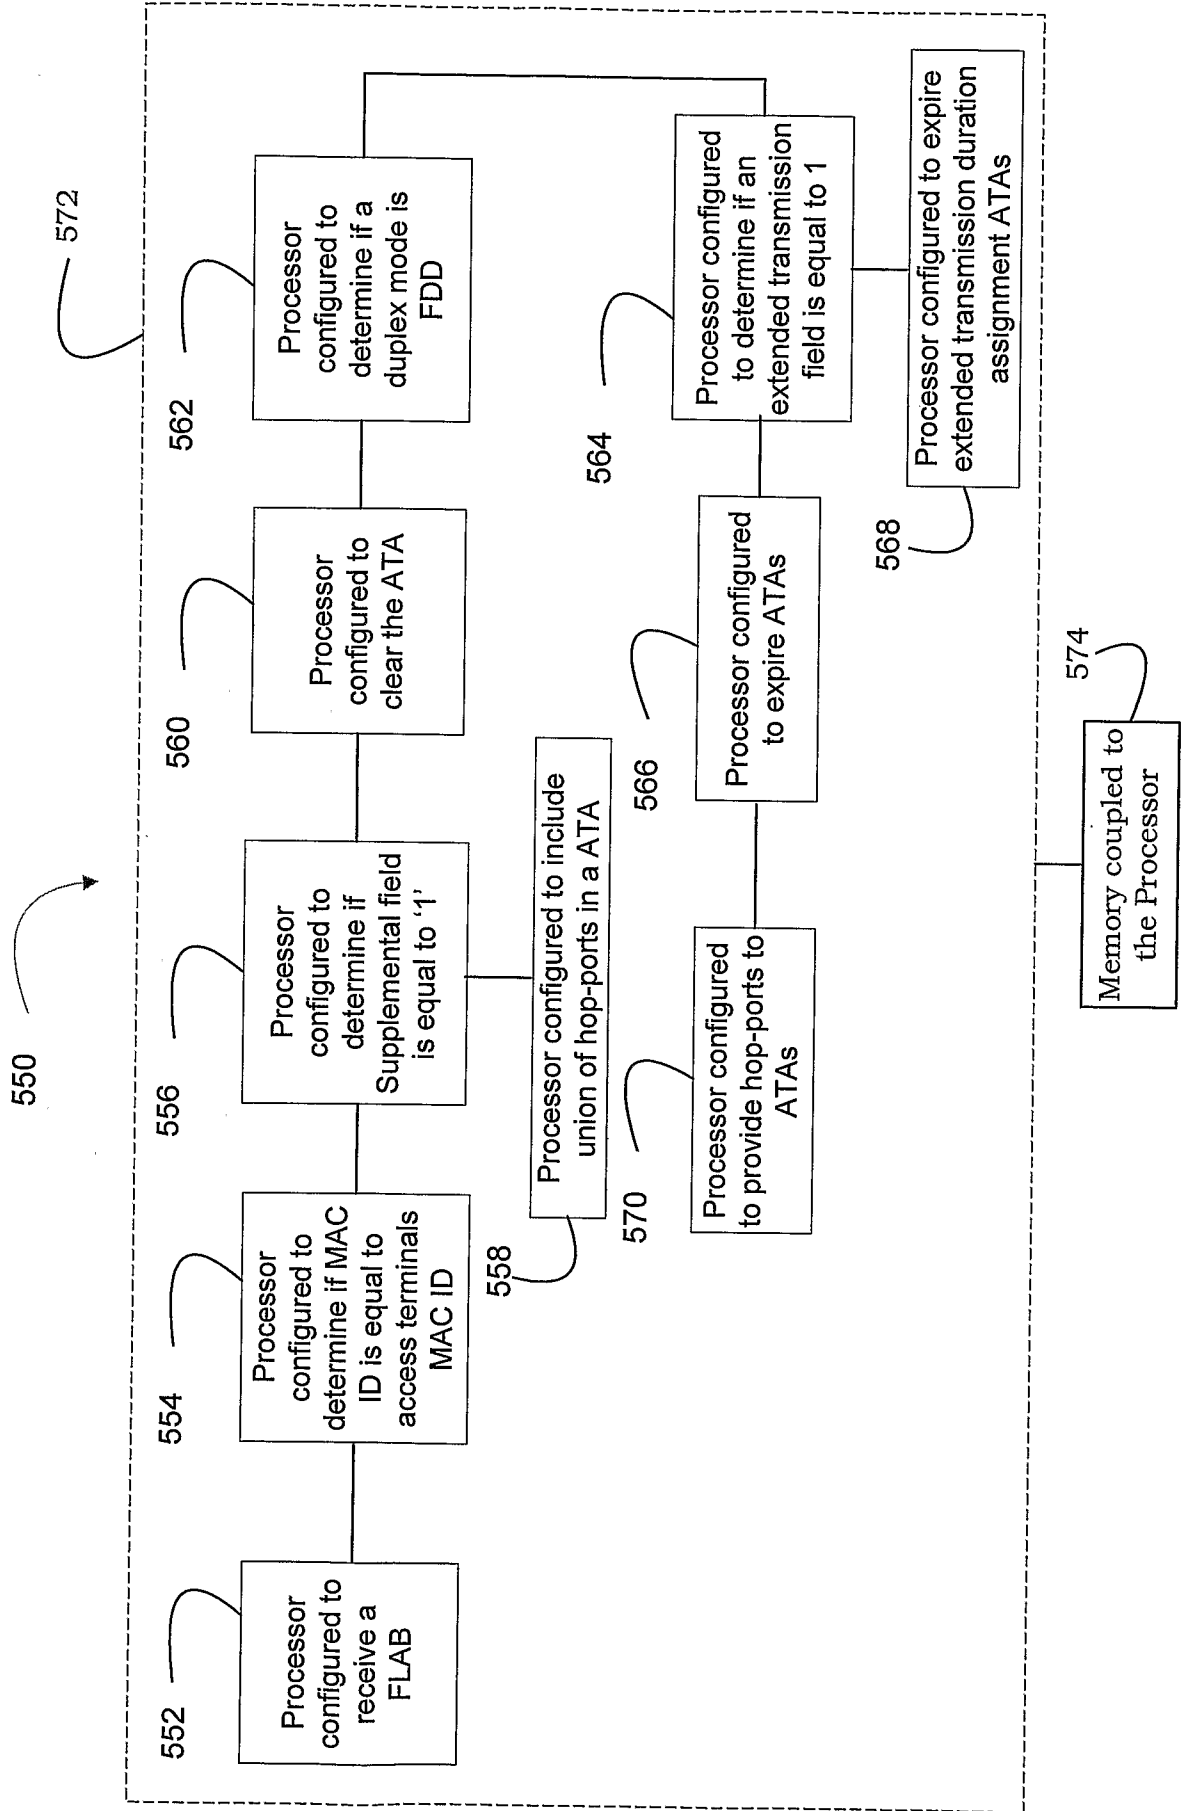 550
572
552
Processor
configured to
receive a
FLAB
554
Processor
configured to
determine if MAC
ID is equal to
access terminals
MAC ID
556
Processor
configured to
determine if
Supplemental field
is equal to '1'
558
Processor configured to include
union of hop-ports in a ATA
560
Processor
configured to
clear the ATA
562
Processor
configured to
determine if a
duplex mode is
FDD
564
Processor configured
to determine if an
extended transmission
field is equal to 1
566
Processor configured
to expire ATAs
568
Processor configured to expire
extended transmission duration
assignment ATAs
570
Processor configured
to provide hop-ports to
ATAs
574
Memory coupled to
the Processor